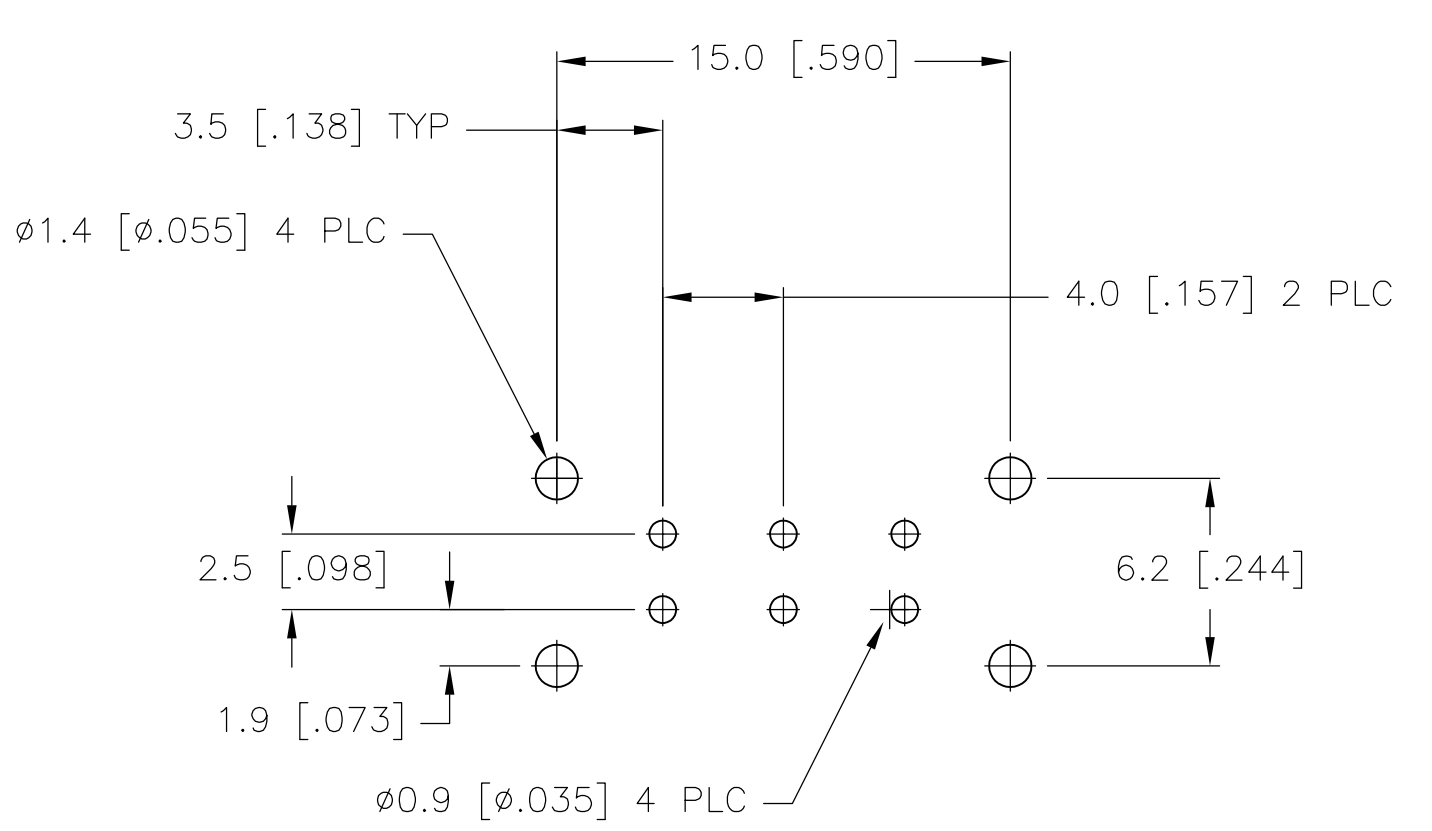 15.0 [.590]
3.5 [.138] TYP
ø1.4 [ø.055] 4 PLC
4.0 [.157] 2 PLC
2.5 [.098]
6.2 [.244]
1.9 [.073]
ø0.9 [ø.035] 4 PLC